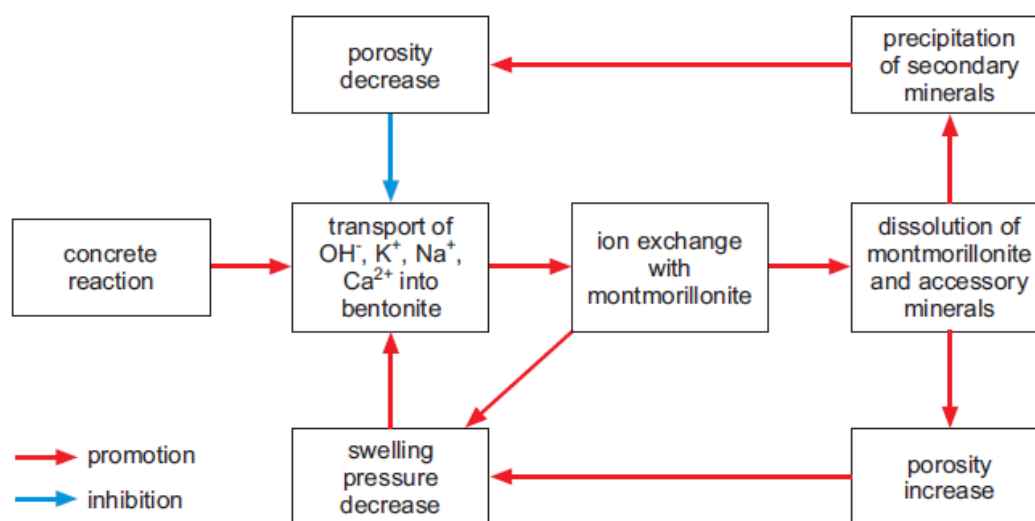 porosity
decrease
precipitation
of secondary
minerals
concrete
reaction
transport of
OH⁻, K⁺, Na⁺,
Ca²⁺ into
bentonite
ion exchange
with
montmorillonite
dissolution of
montmorillonite
and accessory
minerals
swelling
pressure
decrease
porosity
increase
promotion
inhibition